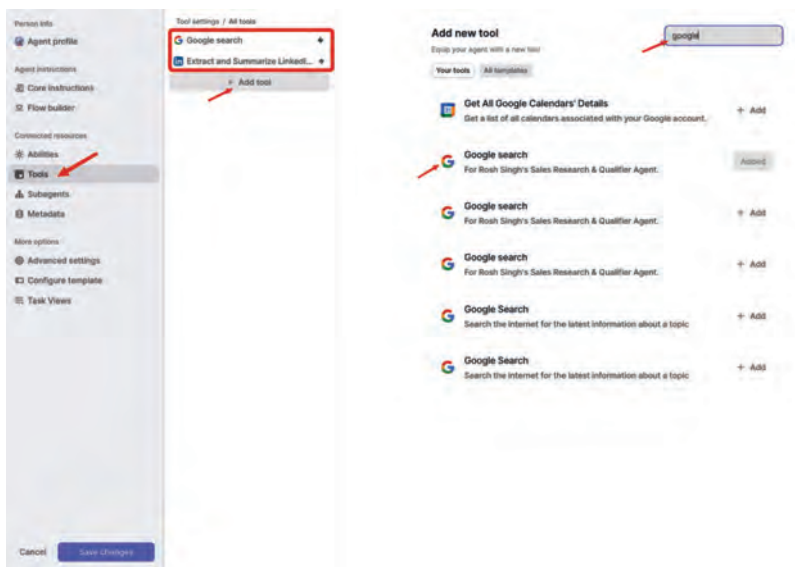 Person info
Agent profile
Agent instructions
Core instructions
Flow builder
Connected resources
Abilities
Tools
Subagents
Metadata
More options
Advanced settings
Configure template
Task Views
Cancel
Save changes
Tool settings / All tools
Google search
Extract and Summarize LinkedI...
+ Add tool
Add new tool
google
Equip your agent with a new tool
Your tools
All templates
Get All Google Calendars' Details
Get a list of all calendars associated with your Google account.
+ Add
Google search
For Rosh Singh's Sales Research & Qualifier Agent.
Added
Google search
For Rosh Singh's Sales Research & Qualifier Agent.
+ Add
Google search
For Rosh Singh's Sales Research & Qualifier Agent.
+ Add
Google Search
Search the internet for the latest information about a topic
+ Add
Google Search
Search the internet for the latest information about a topic
+ Add